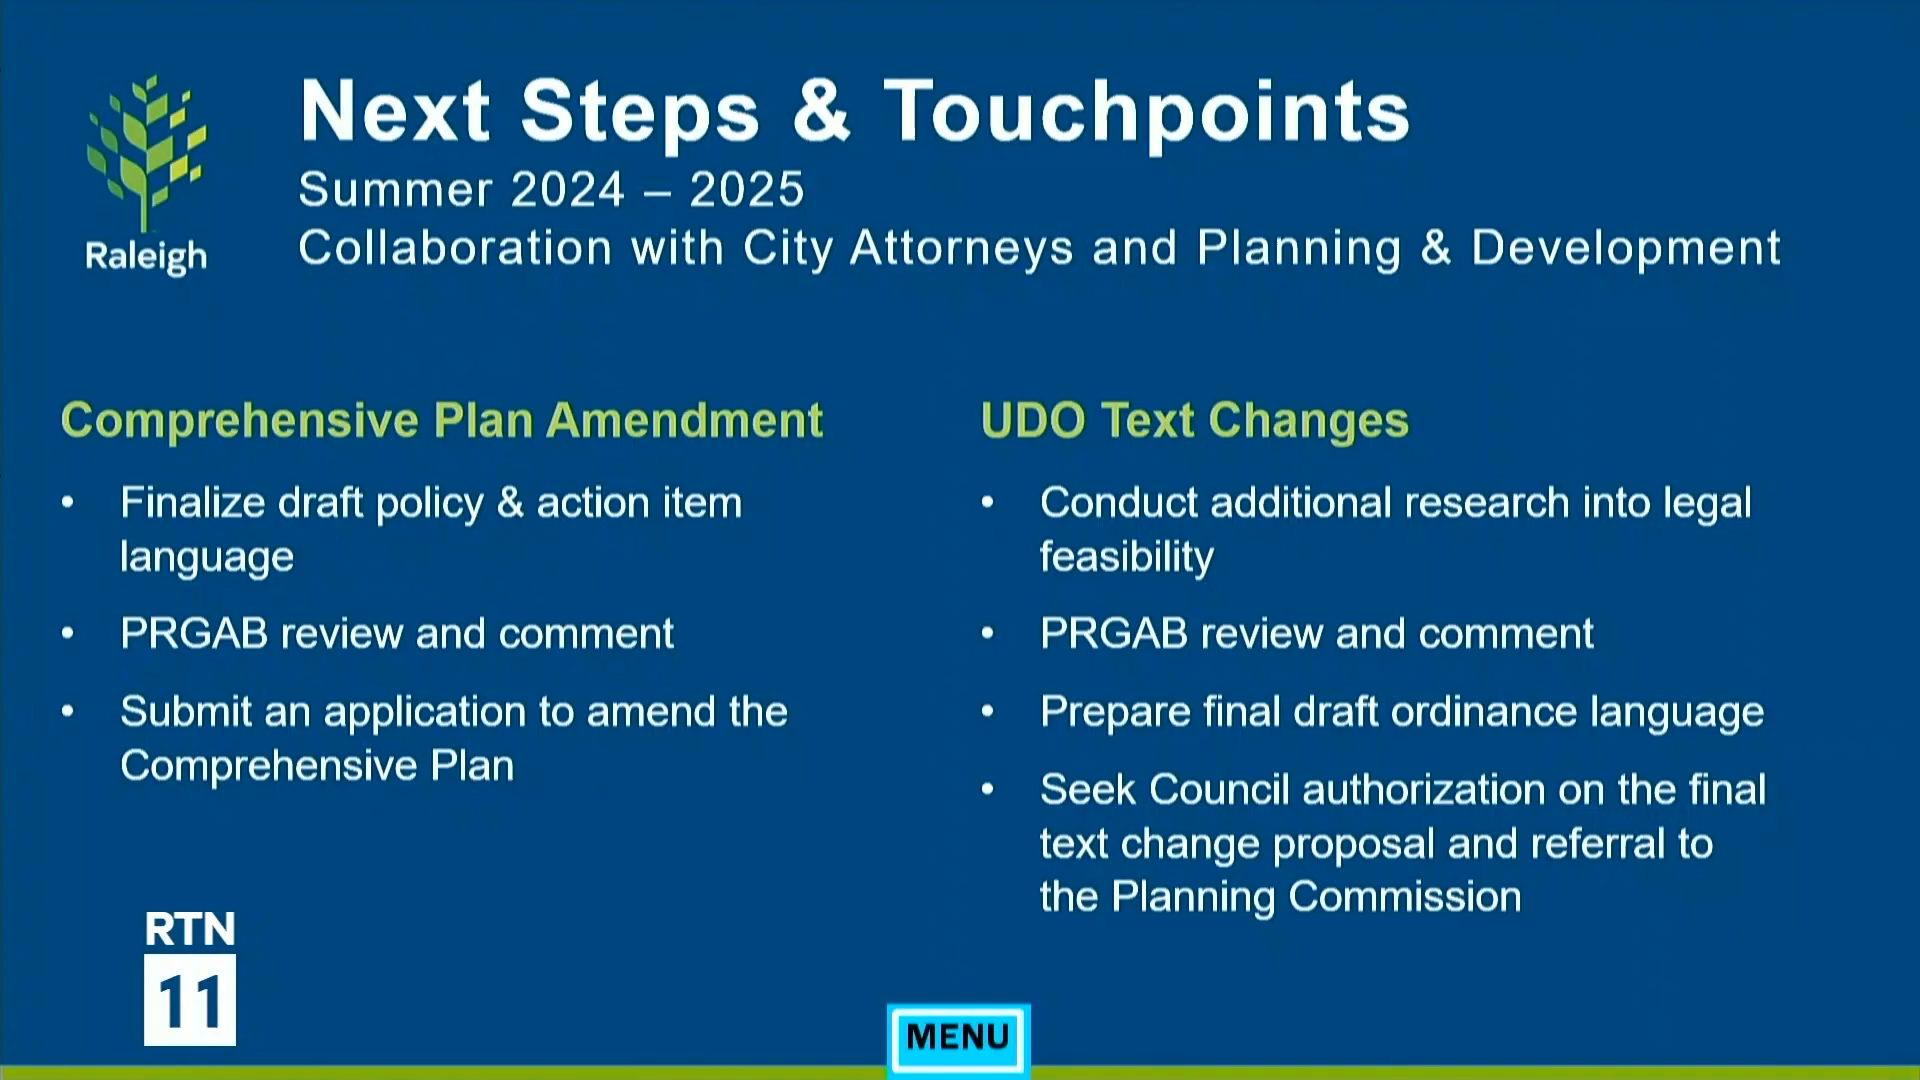 Next Steps & Touchpoints
Summer 2024 – 2025
Collaboration with City Attorneys and Planning & Development
Raleigh
Comprehensive Plan Amendment
• Finalize draft policy & action item
language
• PRGAB review and comment
• Submit an application to amend the
Comprehensive Plan
UDO Text Changes
• Conduct additional research into legal
feasibility
• PRGAB review and comment
• Prepare final draft ordinance language
• Seek Council authorization on the final
text change proposal and referral to
the Planning Commission
RTN
11
MENU